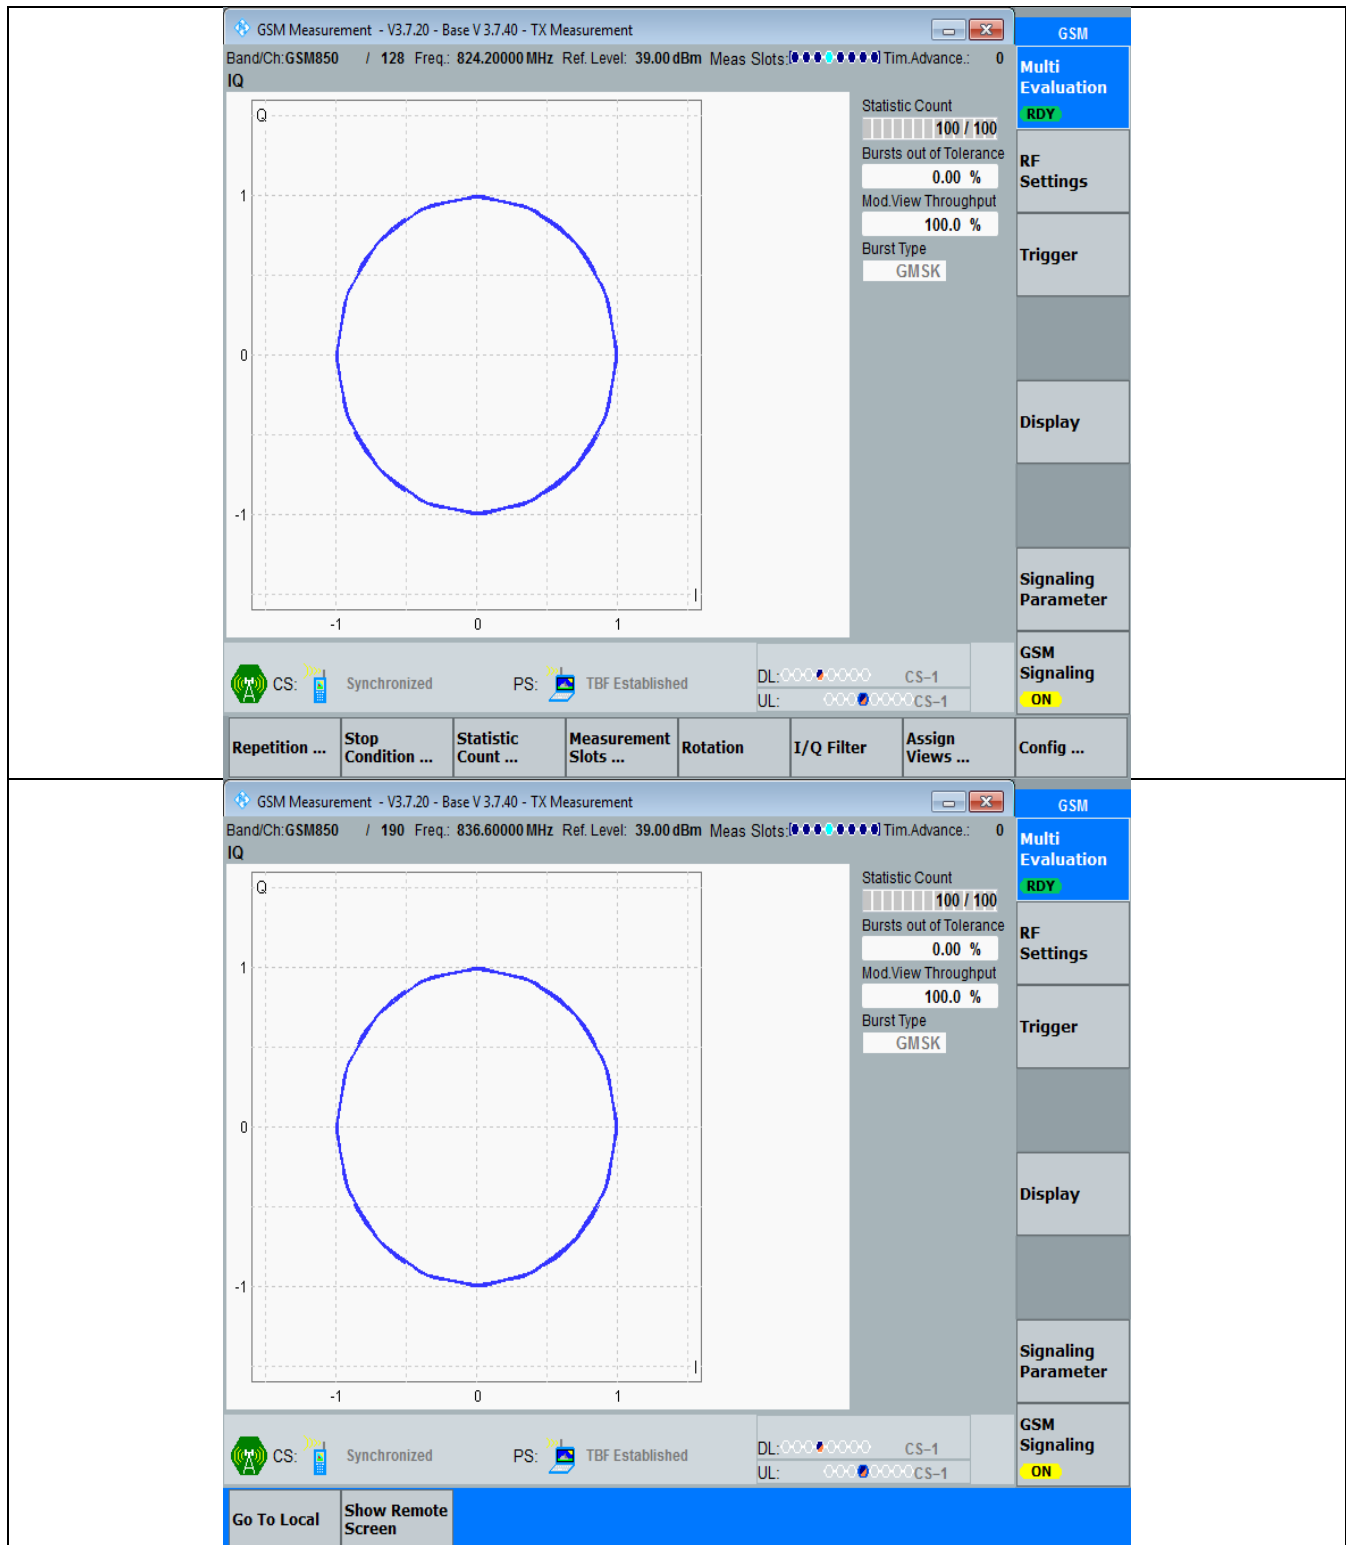 GSM Measurement - V3.7.20 - Base V 3.7.40 - TX Measurement
GSM
Band/Ch: GSM850 / 128 Freq.: 824.20000 MHz Ref. Level: 39.00 dBm Meas Slots: Tim.Advance.: 0
IQ
Multi
Evaluation
RDY
Q
Statistic Count
100 / 100
Bursts out of Tolerance
0.00 %
Mod.View Throughput
100.0 %
Burst Type
GMSK
RF
Settings
Trigger
1
0
-1
Display
I
-1 0 1
Signaling
Parameter
CS: Synchronized PS: TBF Established
DL: CS-1
UL: CS-1
GSM
Signaling
ON
Repetition ...
Stop
Condition ...
Statistic
Count ...
Measurement
Slots ...
Rotation
I/Q Filter
Assign
Views ...
Config ...
GSM Measurement - V3.7.20 - Base V 3.7.40 - TX Measurement
GSM
Band/Ch: GSM850 / 190 Freq.: 836.60000 MHz Ref. Level: 39.00 dBm Meas Slots: Tim.Advance.: 0
IQ
Multi
Evaluation
RDY
Q
Statistic Count
100 / 100
Bursts out of Tolerance
0.00 %
Mod.View Throughput
100.0 %
Burst Type
GMSK
RF
Settings
Trigger
1
0
-1
Display
I
-1 0 1
Signaling
Parameter
CS: Synchronized PS: TBF Established
DL: CS-1
UL: CS-1
GSM
Signaling
ON
Go To Local
Show Remote
Screen